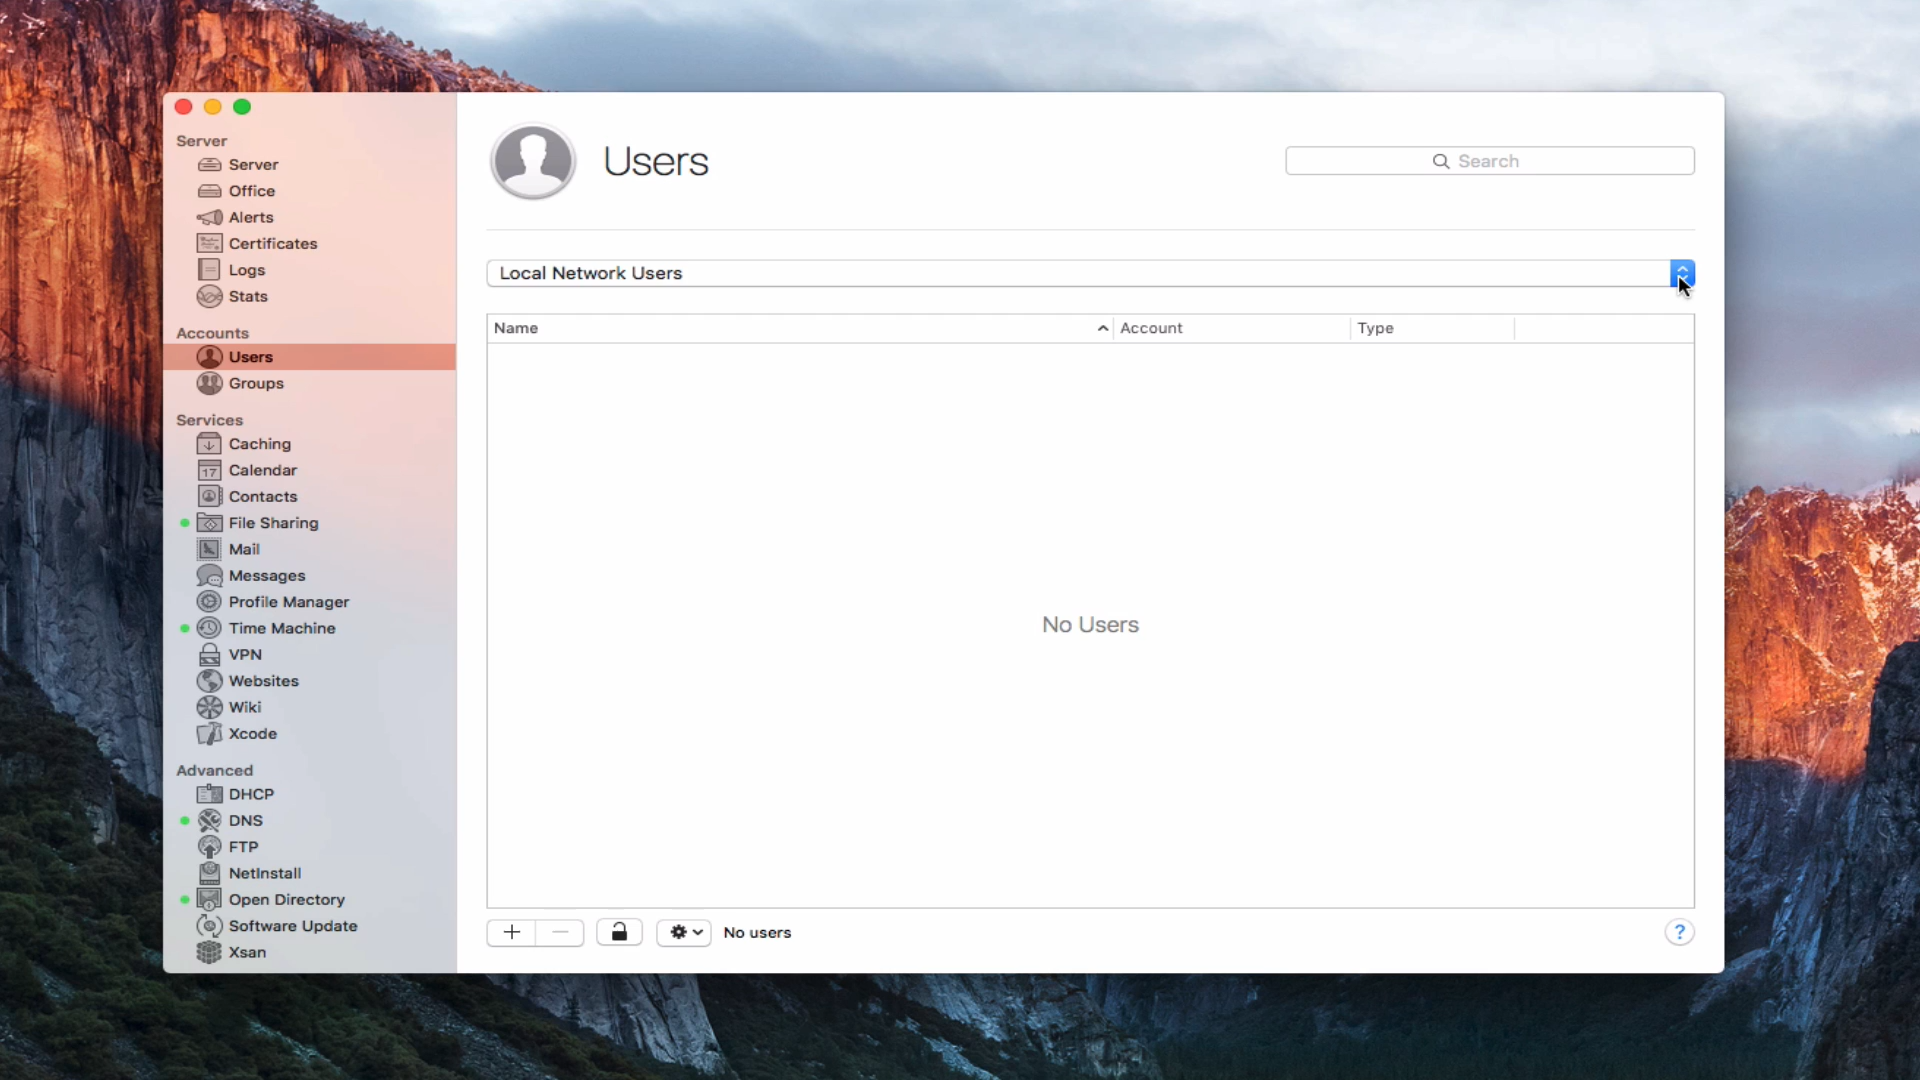 Server
Server
Office
Alerts
Certificates
Logs
Stats
Accounts
Users
Groups
Services
Caching
17
Calendar
Contacts
File Sharing
Mail
Messages
Profile Manager
Time Machine
VPN
Websites
Wiki
Xcode
Advanced
DHCP
DNS
FTP
NetInstall
Open Directory
Software Update
Xsan
Users
Search
Local Network Users
Name Account Type
No Users
No users
?